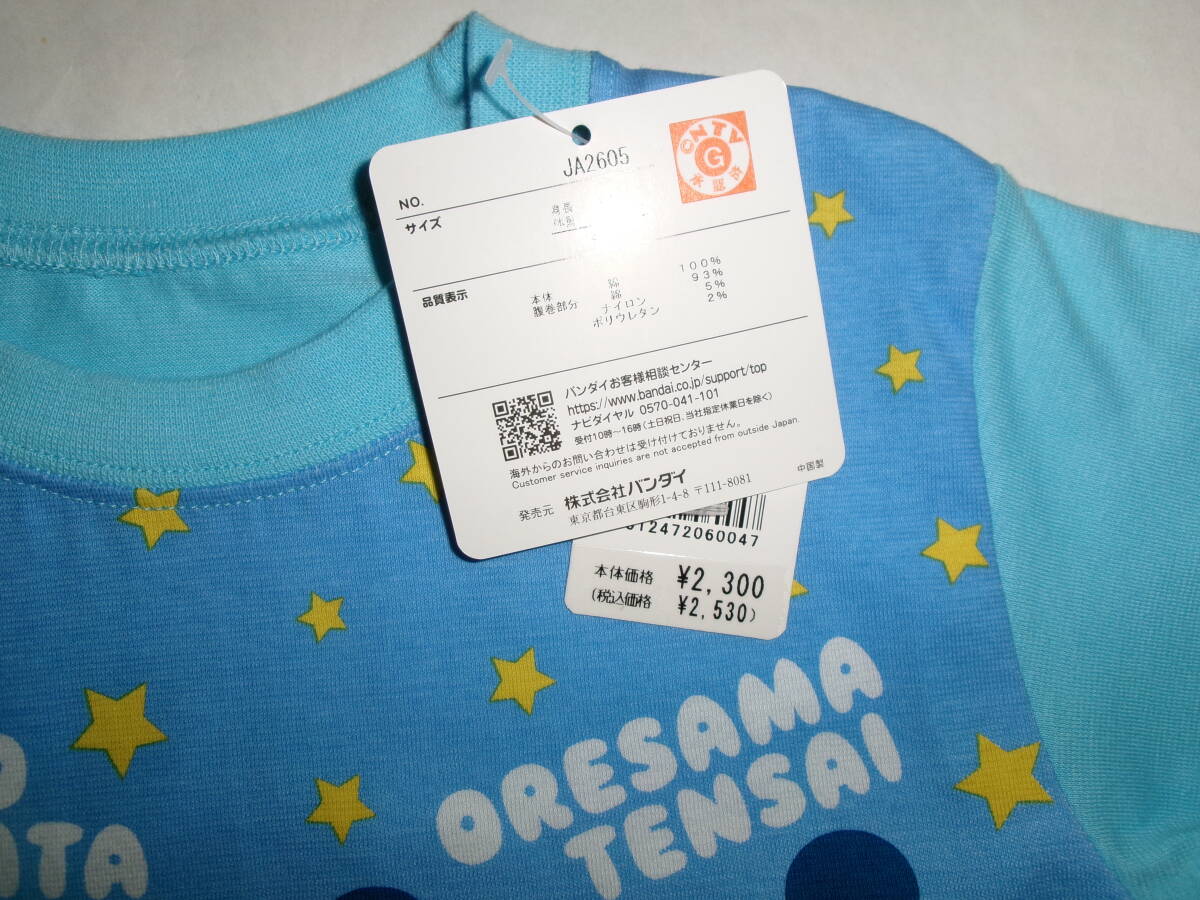 NO. JA2605
©NTV
G
承認済
サイズ 身長
品質表示 本体 綿 100%
腹巻部分 綿 93%
ナイロン 5%
ポリウレタン 2%
バンダイお客様相談センター
https://www.bandai.co.jp/support/top
ナビダイヤル 0570-041-101
受付10時～16時(土日祝日、当社指定休業日を除く)
海外からのお問い合わせは受け付けておりません。
Customer service inquiries are not accepted from outside Japan.
発売元 株式会社バンダイ
東京都台東区駒形1-4-8 〒111-8081
中国製
12472060047
本体価格 ¥2,300
(税込価格 ¥2,530)
ORESAMA
TENSAI
TA